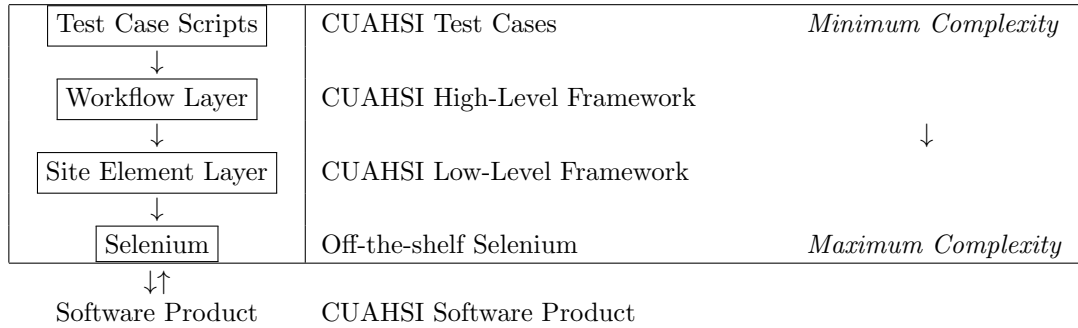 Test Case Scripts CUAHSI Test Cases Minimum Complexity
↓
Workflow Layer CUAHSI High-Level Framework
↓ ↓
Site Element Layer CUAHSI Low-Level Framework
↓
Selenium Off-the-shelf Selenium Maximum Complexity
↓↑
Software Product CUAHSI Software Product